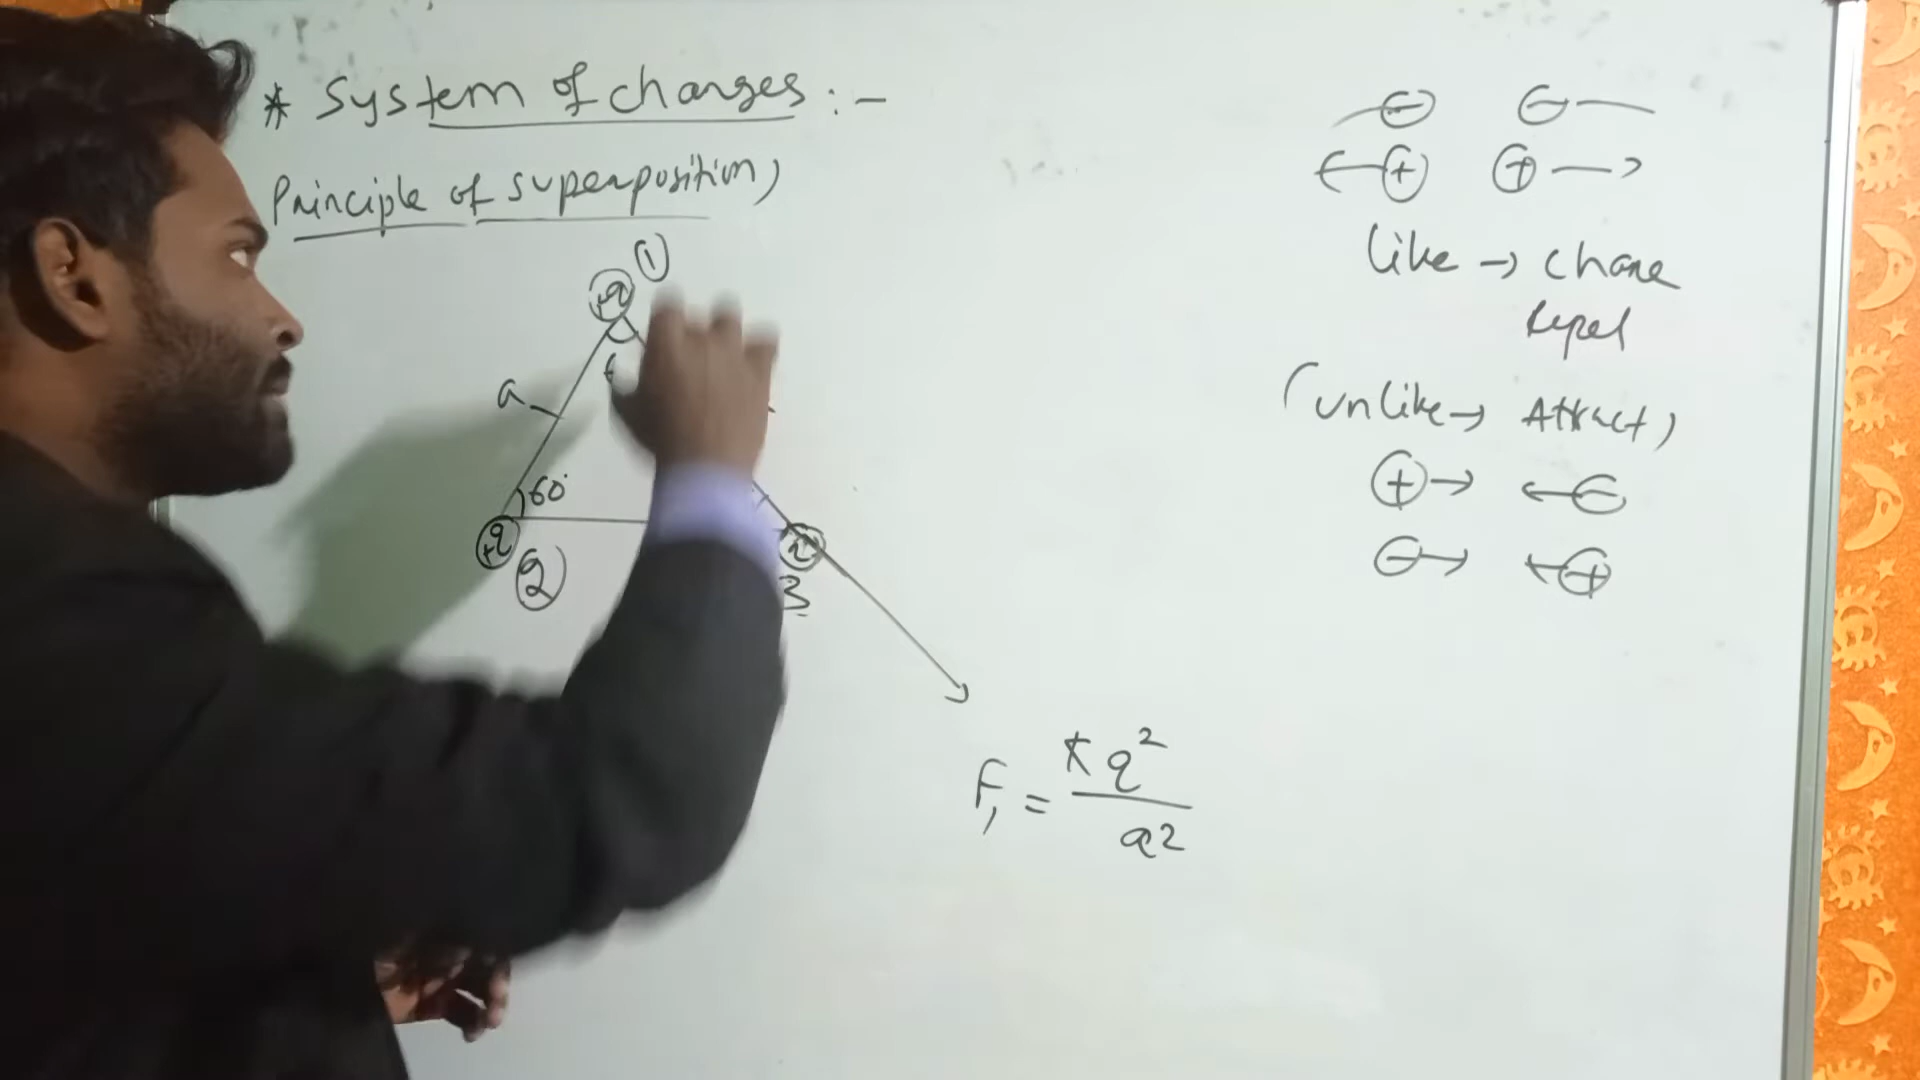 * System of charges : -
Principle of superposition)
1
+q
a
60°
+q
2
q
3
F₁ = kq² / a²
- -
+ +
like → charge
repel
(unlike → Attract)
+ → ← -
- → ← +